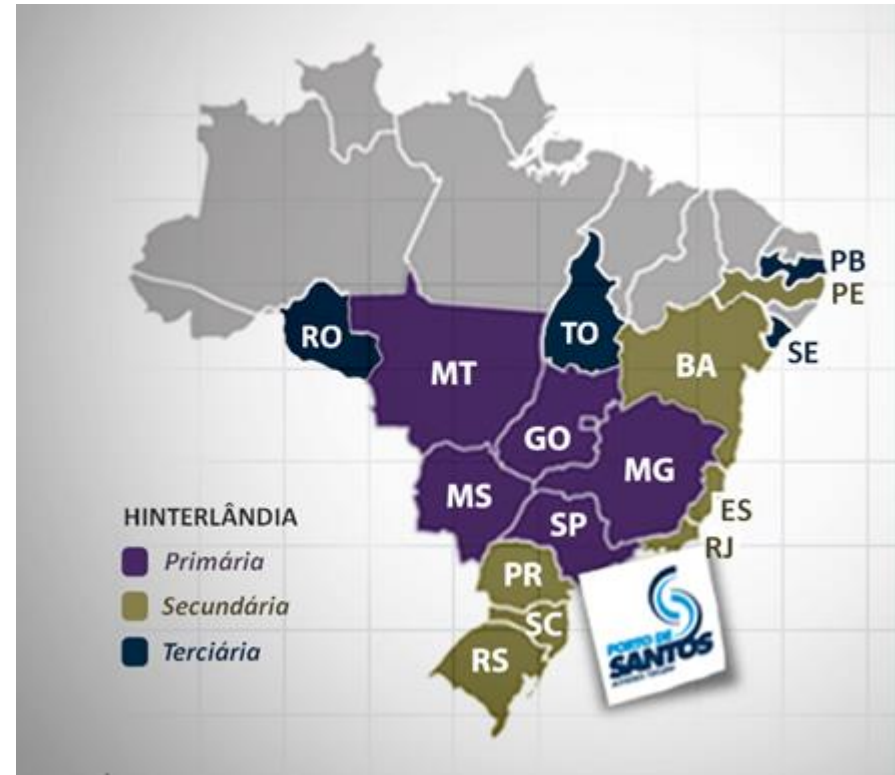 PB
PE
RO
TO
SE
MT
BA
GO
MG
MS
ES
SP
RJ
PR
SC
RS
HINTERLÂNDIA
Primária
Secundária
Terciária
PORTO DE
SANTOS